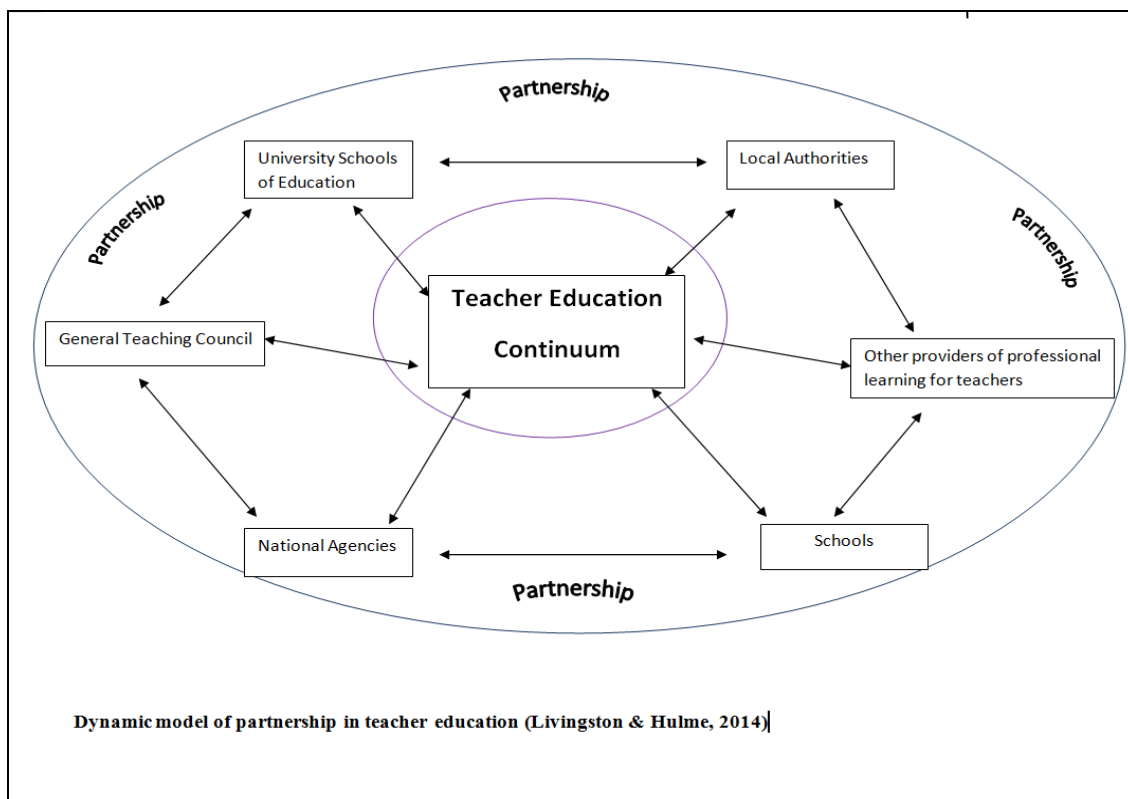 Partnership
University Schools
of Education
Local Authorities
Partnership
Partnership
Teacher Education
Continuum
General Teaching Council
Other providers of professional
learning for teachers
National Agencies
Schools
Partnership
Dynamic model of partnership in teacher education (Livingston & Hulme, 2014)